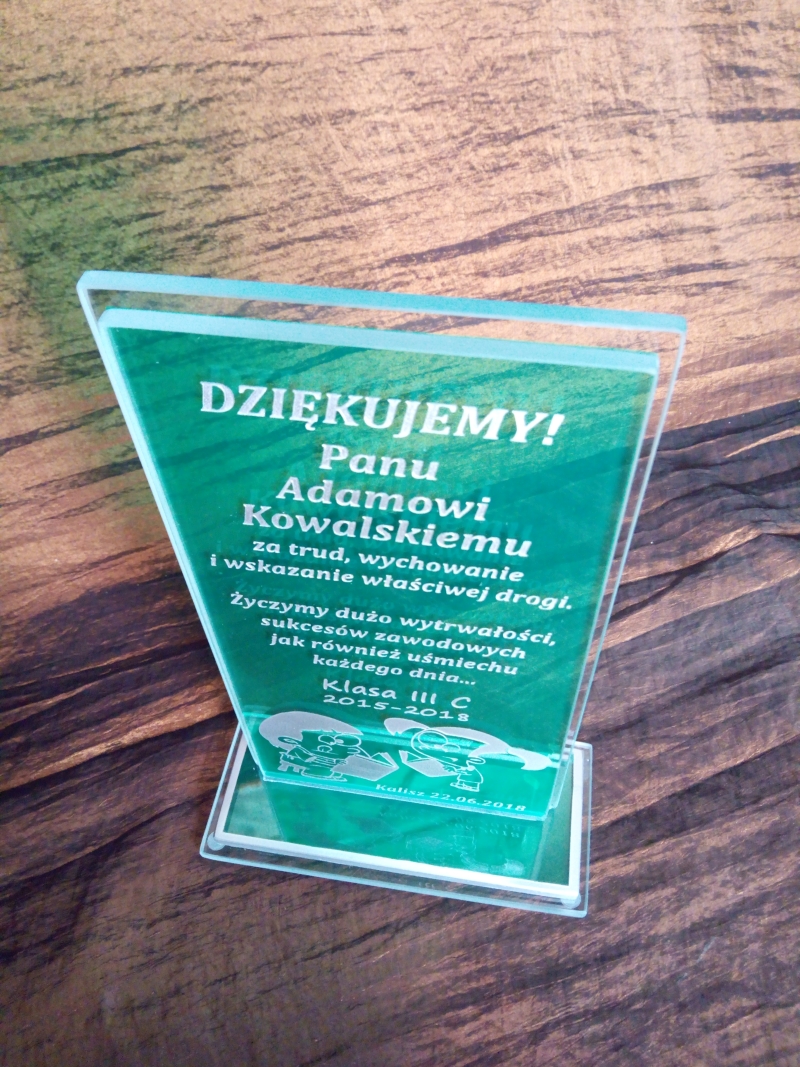 DZIĘKUJEMY!
Panu
Adamowi
Kowalskiemu
za trud, wychowanie
i wskazanie właściwej drogi.
Życzymy dużo wytrwałości,
sukcesów zawodowych
jak również uśmiechu
każdego dnia...
Klasa III C
2015-2018
Kalisz 22.06.2018